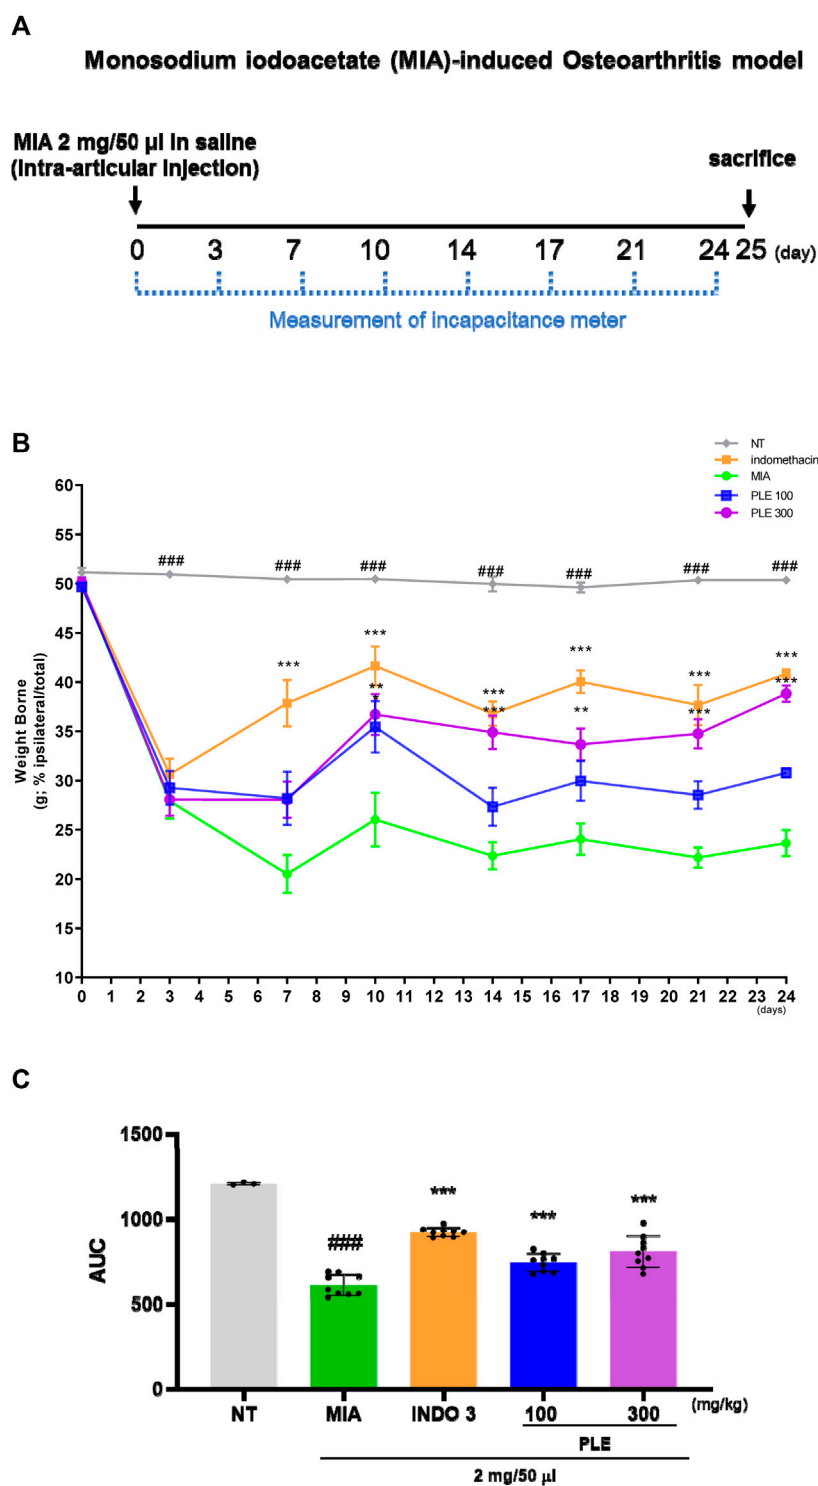 A
Monosodium iodoacetate (MIA)-induced Osteoarthritis model
MIA 2 mg/50 μl in saline
(intra-articular injection)
sacrifice
0 3 7 10 14 17 21 24 25 (day)
Measurement of incapacitance meter
B
NT
indomethacin
MIA
PLE 100
PLE 300
Weight Borne
(g; % ipsilateral/total)
60
55
50
45
40
35
30
25
20
15
10
### ### ### ### ### ### ###
*** *** *** *** *** ***
** *** ** *** ***
*
0 1 2 3 4 5 6 7 8 9 10 11 12 13 14 15 16 17 18 19 20 21 22 23 24
(days)
C
AUC
1500
1000
500
0
### *** *** ***
NT MIA INDO 3 100 300 (mg/kg)
PLE
2 mg/50 μl